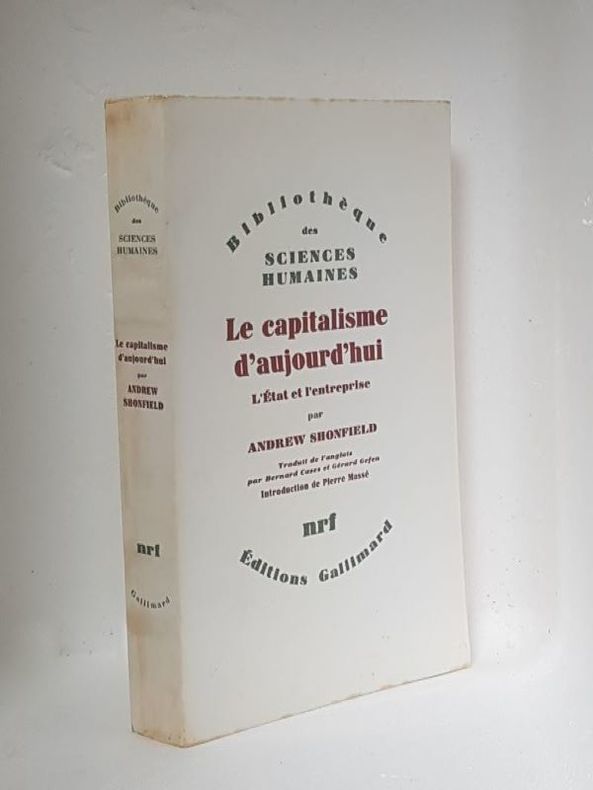 Bibliothèque
des
SCIENCES
HUMAINES
Le capitalisme
d'aujourd'hui
par
ANDREW
SHONFIELD
nrf
Gallimard
Bibliothèque
des
SCIENCES
HUMAINES
Le capitalisme
d'aujourd'hui
L'État et l'entreprise
par
ANDREW SHONFIELD
Traduit de l'anglais
par Bernard Cazes et Gérard Gefen
Introduction de Pierre Massé
nrf
Éditions Gallimard